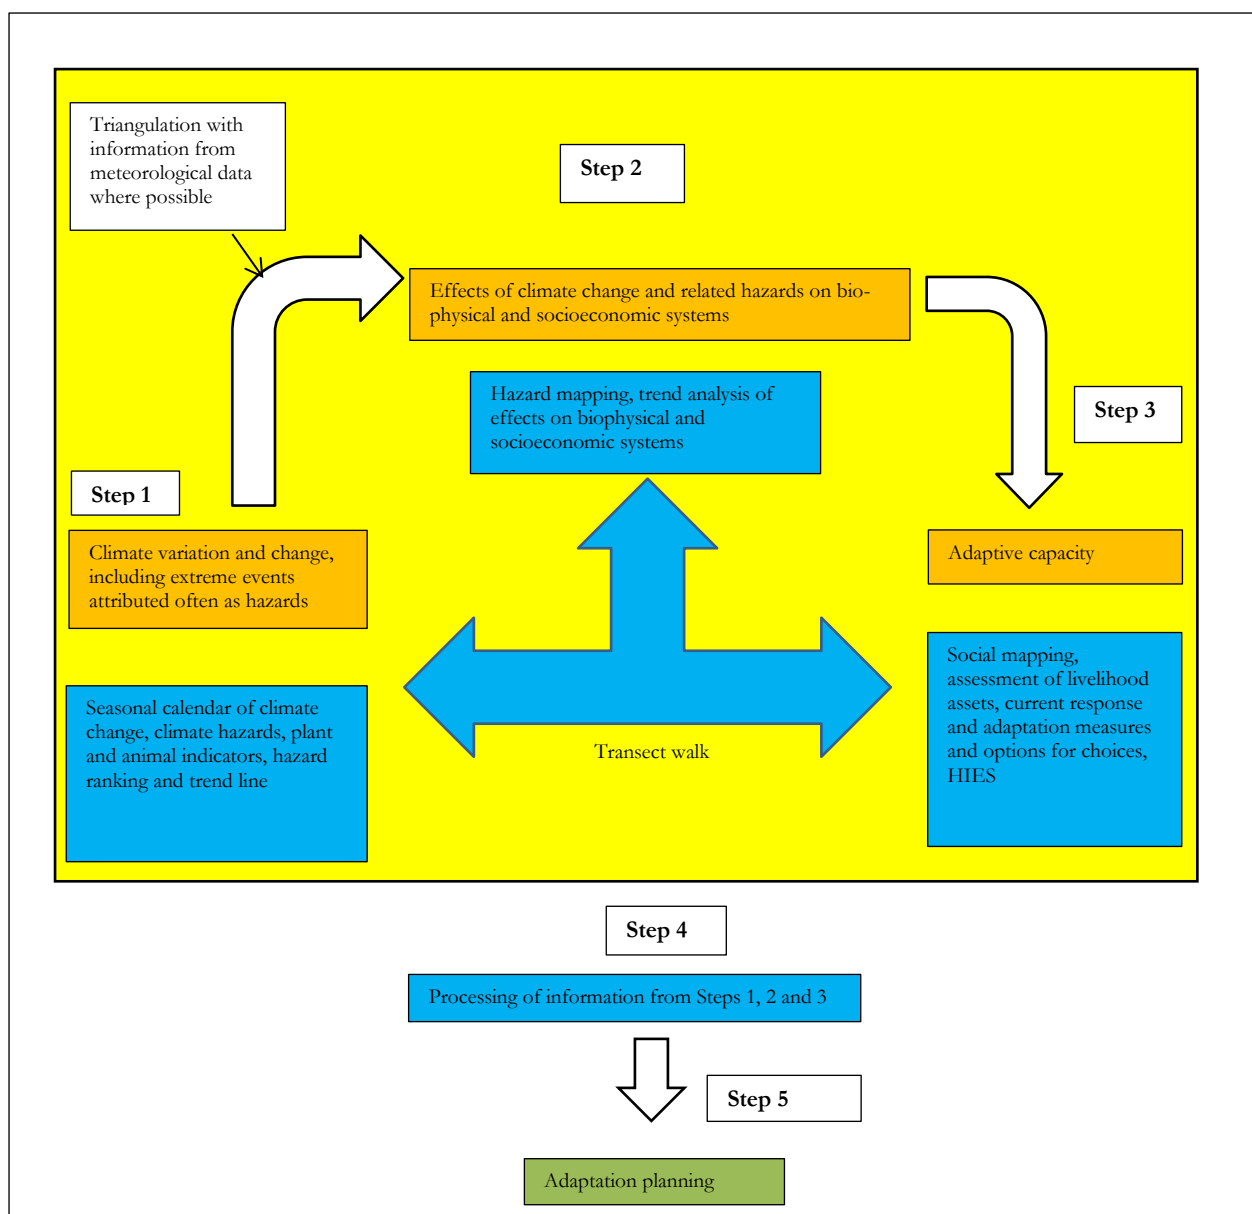 Triangulation with
information from
meteorological data
where possible
Step 2
Effects of climate change and related hazards on bio-
physical and socioeconomic systems
Hazard mapping, trend analysis of
effects on biophysical and
socioeconomic systems
Step 3
Step 1
Climate variation and change,
including extreme events
attributed often as hazards
Adaptive capacity
Seasonal calendar of climate
change, climate hazards, plant
and animal indicators, hazard
ranking and trend line
Transect walk
Social mapping,
assessment of livelihood
assets, current response
and adaptation measures
and options for choices,
HIES
Step 4
Processing of information from Steps 1, 2 and 3
Step 5
Adaptation planning